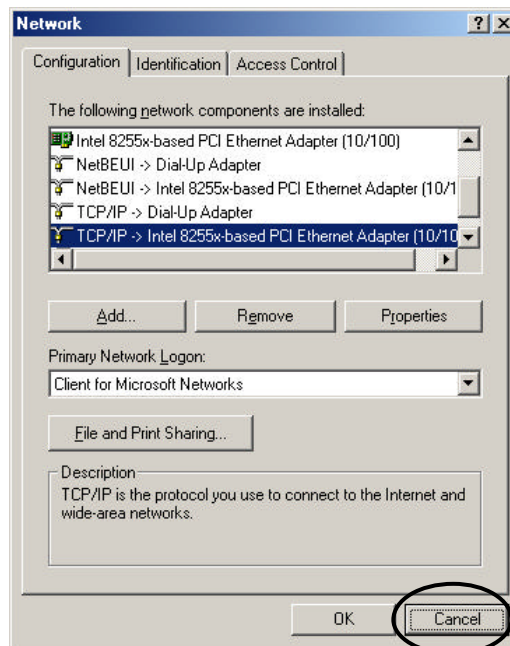 Network
Configuration Identification Access Control
The following network components are installed:
Intel 8255x-based PCI Ethernet Adapter (10/100)
NetBEUI -> Dial-Up Adapter
NetBEUI -> Intel 8255x-based PCI Ethernet Adapter (10/1
TCP/IP -> Dial-Up Adapter
TCP/IP -> Intel 8255x-based PCI Ethernet Adapter (10/10
Add... Remove Properties
Primary Network Logon:
Client for Microsoft Networks
File and Print Sharing...
Description
TCP/IP is the protocol you use to connect to the Internet and
wide-area networks.
OK Cancel